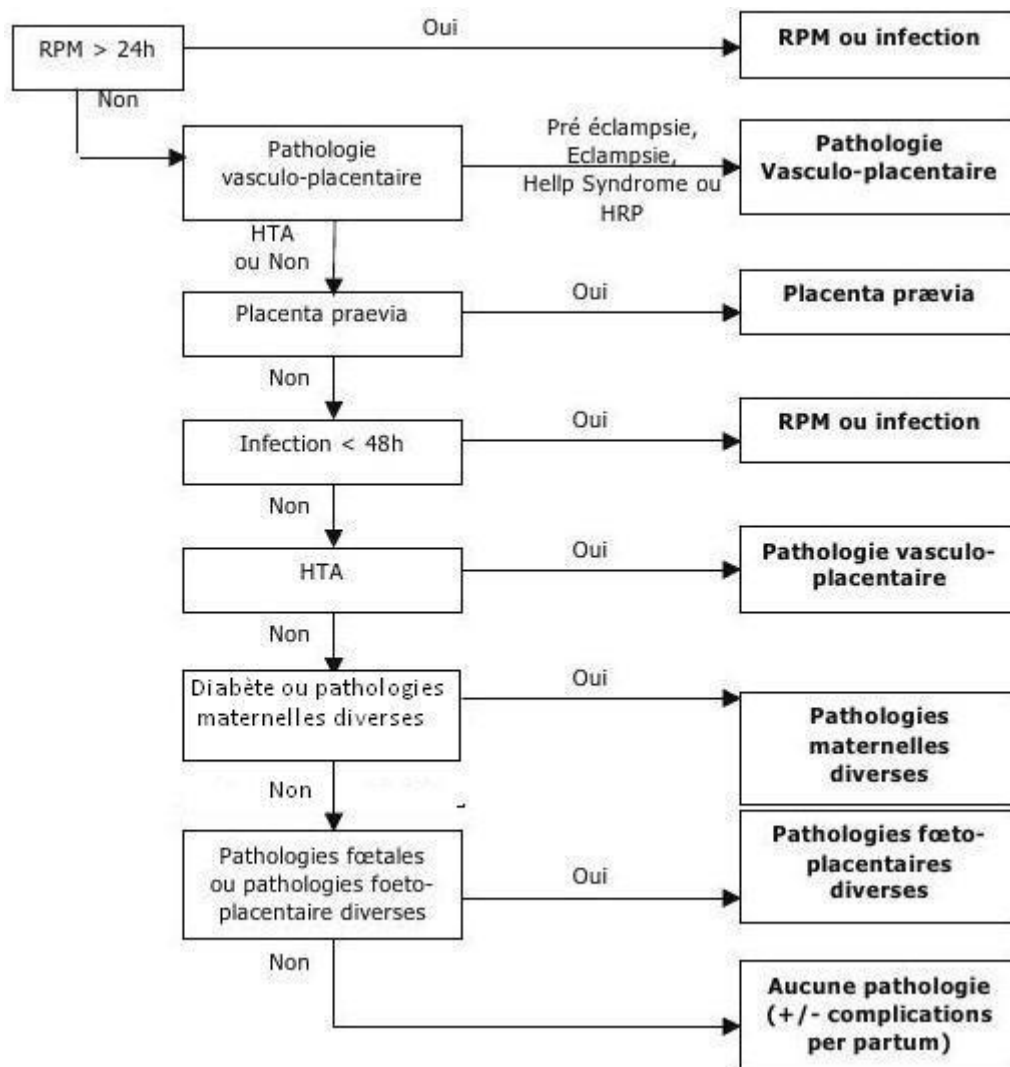 Oui
RPM > 24h
RPM ou infection
Non
Pathologie
vasculo-placentaire
Pré éclampsie,
Eclampsie,
Hellp Syndrome ou
HRP
Pathologie
Vasculo-placentaire
HTA
ou Non
Placenta praevia
Oui
Placenta prævia
Non
Infection < 48h
Oui
RPM ou infection
Non
HTA
Oui
Pathologie vasculo-
placentaire
Non
Diabète ou pathologies
maternelles diverses
Oui
Pathologies
maternelles
diverses
Non
Pathologies fœtales
ou pathologies foeto-
placentaire diverses
Oui
Pathologies fœto-
placentaires
diverses
Non
Aucune pathologie
(+/- complications
per partum)